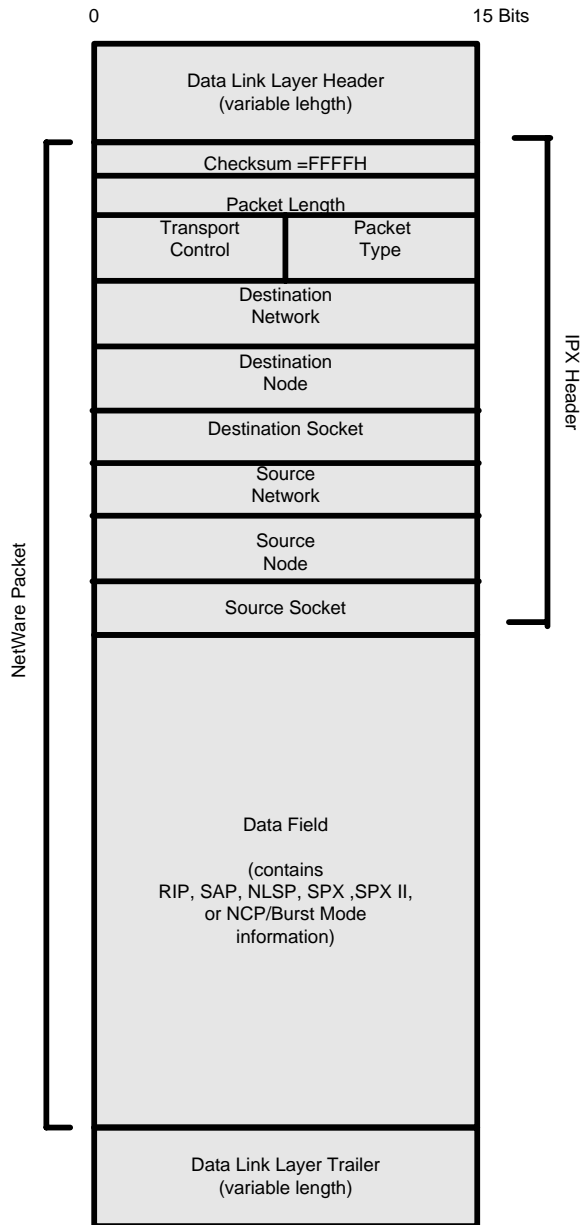 0
15 Bits
Data Link Layer Header
(variable lehgth)
Checksum =FFFFH
Packet Length
Transport
Control
Packet
Type
Destination
Network
Destination
Node
Destination Socket
Source
Network
Source
Node
Source Socket
IPX Header
NetWare Packet
Data Field
(contains
RIP, SAP, NLSP, SPX ,SPX II,
or NCP/Burst Mode
information)
Data Link Layer Trailer
(variable length)